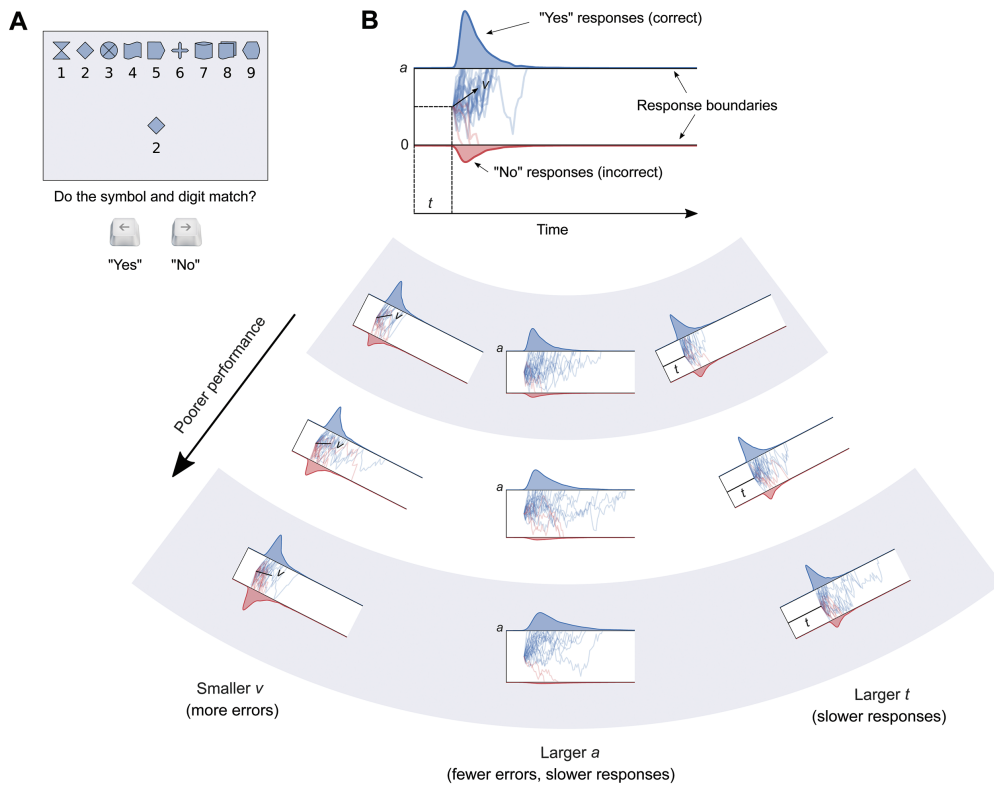 A
1 2 3 4 5 6 7 8 9
2
Do the symbol and digit match?
"Yes" "No"
B
"Yes" responses (correct)
a
v
Response boundaries
0
"No" responses (incorrect)
t
Time
Poorer performance
v
a
t
v
a
t
v
a
t
Smaller v
(more errors)
Larger a
(fewer errors, slower responses)
Larger t
(slower responses)